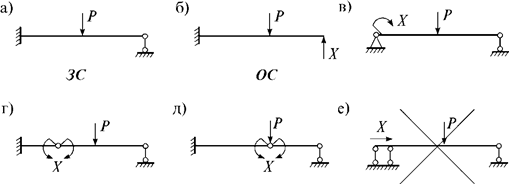 а) P
б) P X
в) X P
ЗС
ОС
г) P X
д) P X
е) X P